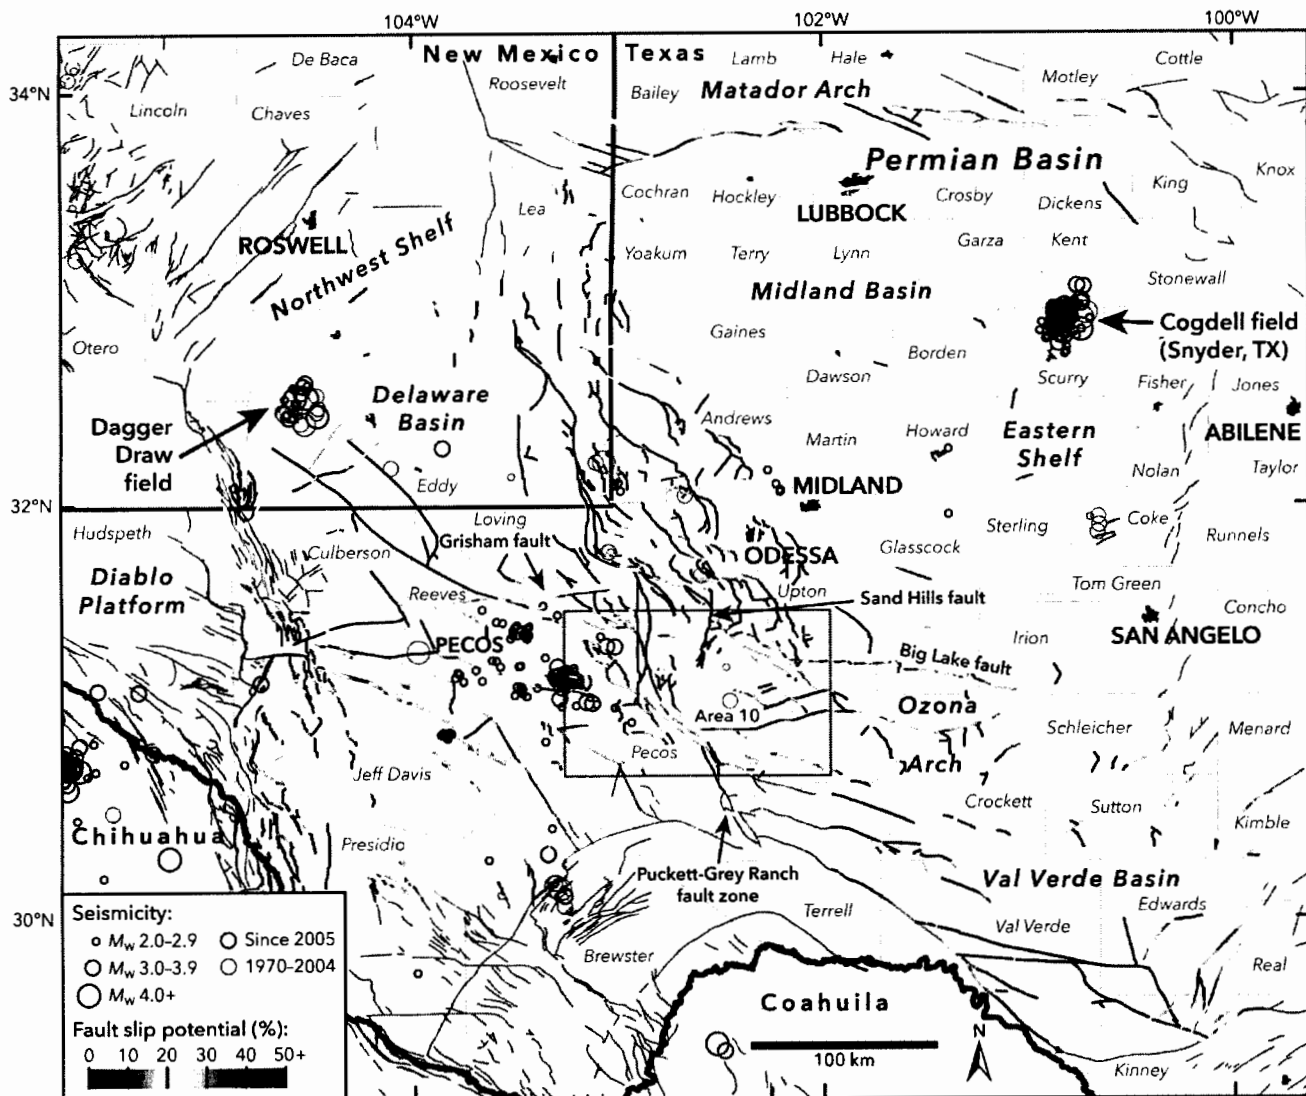 104°W
102°W
100°W
34°N
32°N
30°N
New Mexico
Texas
De Baca
Roosevelt
Lamb
Hale
Motley
Cottle
Lincoln
Chaves
Bailey
Matador Arch
Permian Basin
Cochran
Hockley
Crosby
Dickens
King
Knox
Lea
LUBBOCK
ROSWELL
Northwest Shelf
Yoakum
Terry
Lynn
Garza
Kent
Stonewall
Midland Basin
Gaines
Cogdell field
(Snyder, TX)
Otero
Borden
Dawson
Scurry
Fisher
Jones
Delaware
Basin
Dagger
Draw
field
Andrews
Martin
Howard
Eastern
Shelf
ABILENE
Nolan
Taylor
Eddy
MIDLAND
Hudspeth
Loving
Grisham fault
Culberson
ODESSA
Glasscock
Sterling
Coke
Runnels
Diablo
Platform
Reeves
Upton
Sand Hills fault
Tom Green
Concho
PECOS
Irion
SAN ANGELO
Big Lake fault
Area 10
Ozona
Arch
Schleicher
Menard
Pecos
Jeff Davis
Crockett
Sutton
Kimble
Chihuahua
Presidio
Puckett-Grey Ranch
fault zone
Val Verde Basin
Edwards
Terrell
Val Verde
Brewster
Real
Coahuila
N
100 km
Kinney
Seismicity:
Mw 2.0–2.9
Since 2005
Mw 3.0–3.9
1970–2004
Mw 4.0+
Fault slip potential (%):
0 10 20 30 40 50+